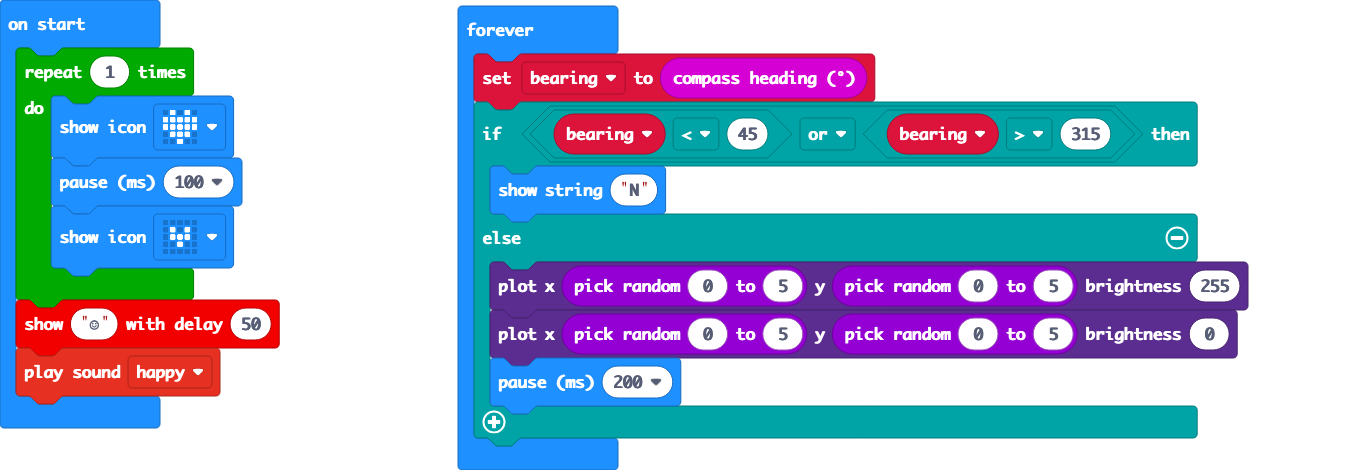 on start
repeat 1 times
do
show icon
pause (ms) 100
show icon
show "☺" with delay 50
play sound happy
forever
set bearing to compass heading (°)
if bearing < 45 or bearing > 315 then
show string "N"
else
plot x pick random 0 to 5 y pick random 0 to 5 brightness 255
plot x pick random 0 to 5 y pick random 0 to 5 brightness 0
pause (ms) 200